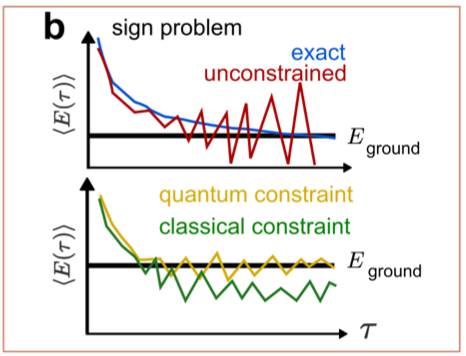 b sign problem
exact
unconstrained
⟨E(τ)⟩
E ground
quantum constraint
classical constraint
⟨E(τ)⟩
E ground
τ